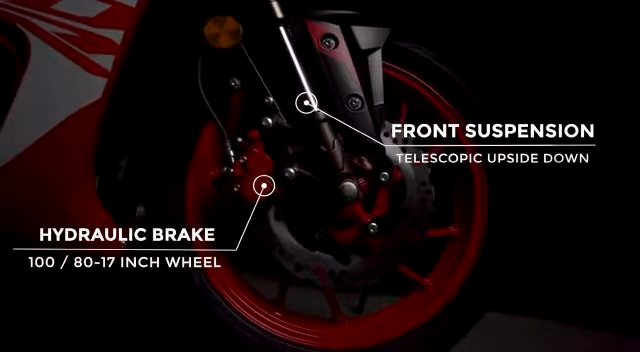 FRONT SUSPENSION
TELESCOPIC UPSIDE DOWN
HYDRAULIC BRAKE
100 / 80-17 INCH WHEEL